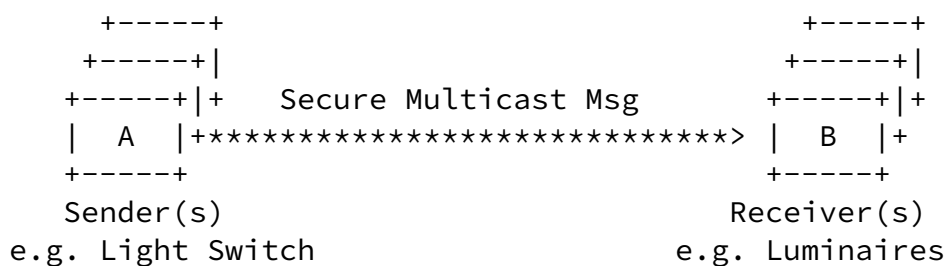 +-----+                                +-----+
     +-----+|                               +-----+|
    +-----+|+   Secure Multicast Msg       +-----+|+
    |  A  |+*****************************> |  B  |+
    +-----+                                +-----+
    Sender(s)                            Receiver(s)
 e.g. Light Switch                    e.g. Luminaires